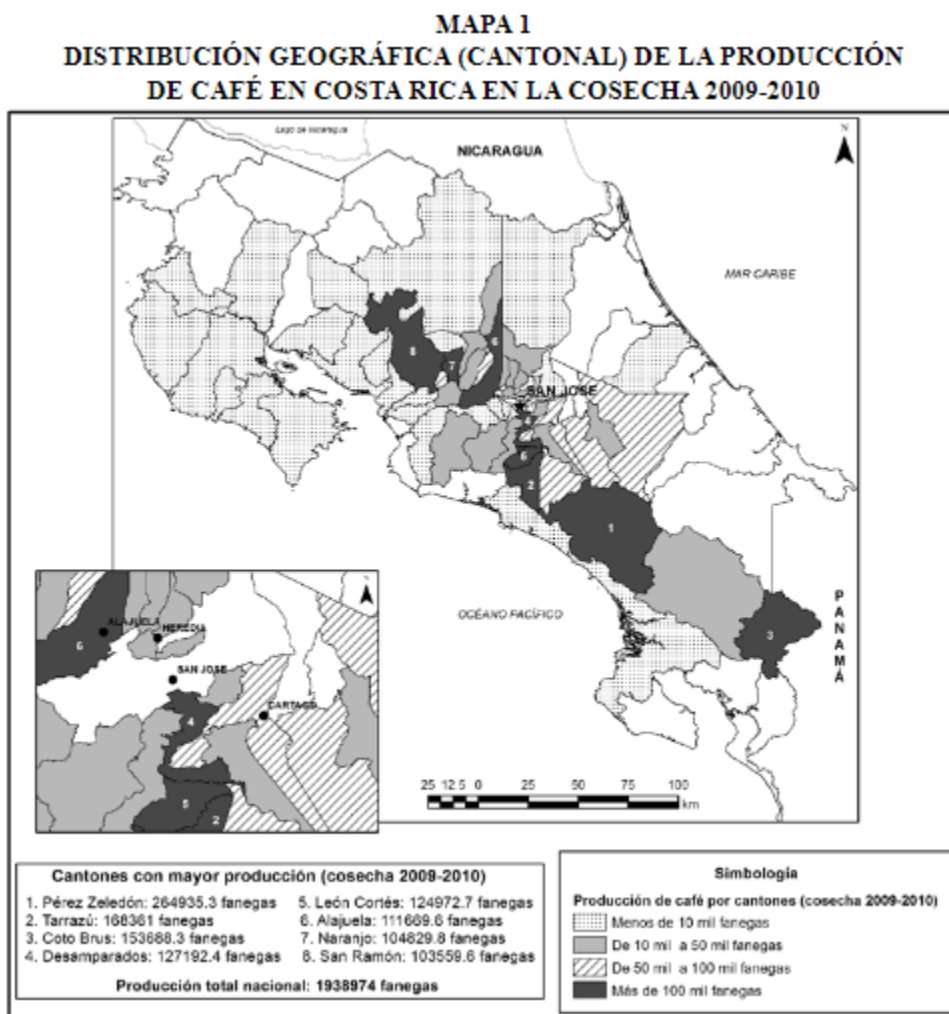 MAPA 1
DISTRIBUCIÓN GEOGRÁFICA (CANTONAL) DE LA PRODUCCIÓN
DE CAFÉ EN COSTA RICA EN LA COSECHA 2009-2010
Lago de Nicaragua
NICARAGUA
N
MAR CARIBE
6
8
7
SAN JOSE
4
5
2
1
OCÉANO PACÍFICO
PANAMÁ
3
ALAJUELA
HEREDIA
6
SAN JOSE
CARTAGO
4
5
2
25 12.5 0 25 50 75 100
km
Cantones con mayor producción (cosecha 2009-2010)
1. Pérez Zeledón: 264935.3 fanegas
2. Tarrazú: 168361 fanegas
3. Coto Brus: 153688.3 fanegas
4. Desamparados: 127192.4 fanegas
5. León Cortés: 124972.7 fanegas
6. Alajuela: 111669.6 fanegas
7. Naranjo: 104829.8 fanegas
8. San Ramón: 103559.6 fanegas
Producción total nacional: 1938974 fanegas
Simbología
Producción de café por cantones (cosecha 2009-2010)
Menos de 10 mil fanegas
De 10 mil a 50 mil fanegas
De 50 mil a 100 mil fanegas
Más de 100 mil fanegas